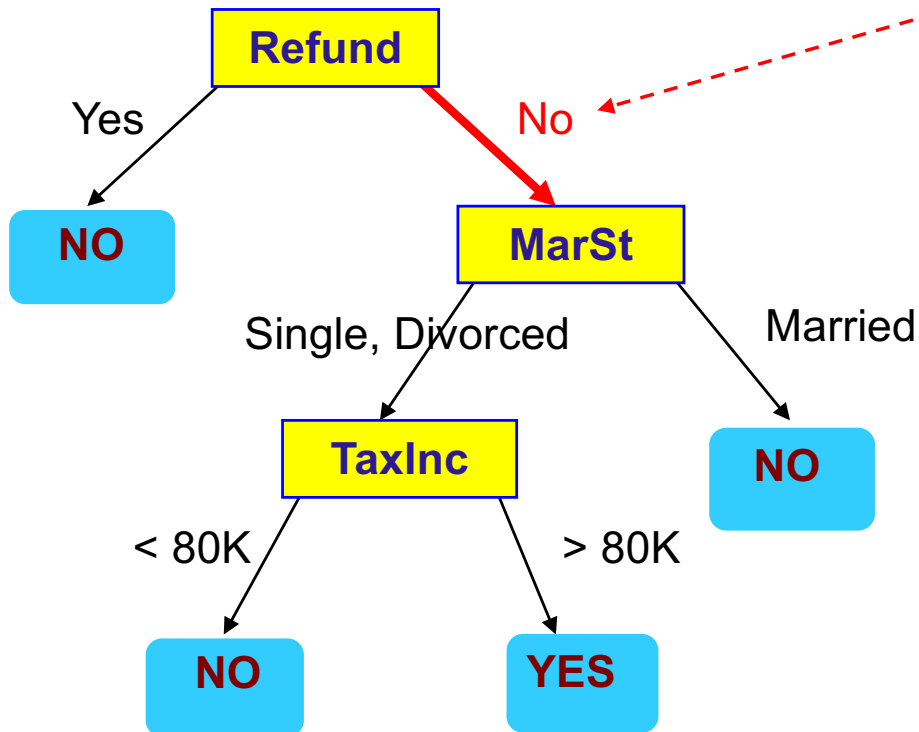 Refund
Yes
No
NO
MarSt
Single, Divorced
Married
TaxInc
NO
< 80K
> 80K
NO
YES